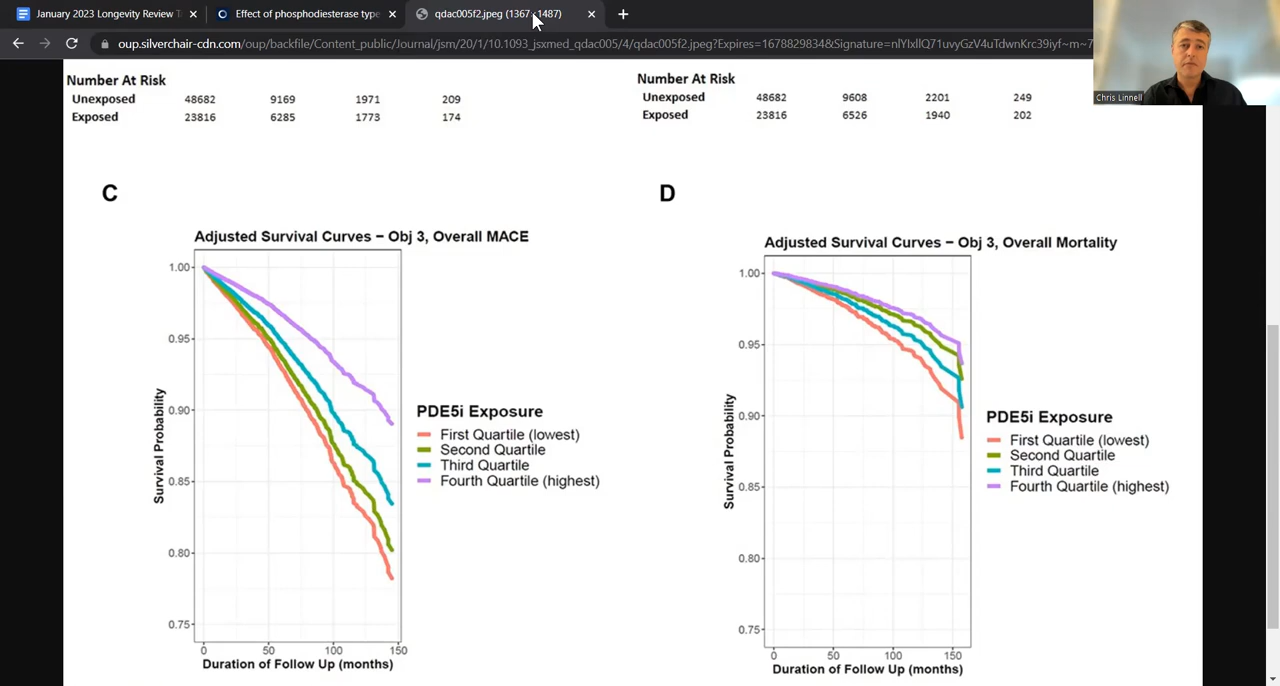 January 2023 Longevity Review T
Effect of phosphodiesterase type
qdac005f2.jpeg (1367×1487)
oup.silverchair-cdn.com/oup/backfile/Content_public/Journal/jsm/20/1/10.1093_jsxmed_qdac005/4/qdac005f2.jpeg?Expires=1678829834&Signature=
Chris Linnell
Number At Risk
Unexposed 48682 9169 1971 209
Exposed 23816 6285 1773 174
Number At Risk
Unexposed 48682 9608 2201 249
Exposed 23816 6526 1940 202
C
Adjusted Survival Curves − Obj 3, Overall MACE
Survival Probability
1.00
0.95
0.90
0.85
0.80
0.75
0 50 100 150
Duration of Follow Up (months)
PDE5i Exposure
First Quartile (lowest)
Second Quartile
Third Quartile
Fourth Quartile (highest)
D
Adjusted Survival Curves − Obj 3, Overall Mortality
Survival Probability
1.00
0.95
0.90
0.85
0.80
0.75
0 50 100 150
Duration of Follow Up (months)
PDE5i Exposure
First Quartile (lowest)
Second Quartile
Third Quartile
Fourth Quartile (highest)